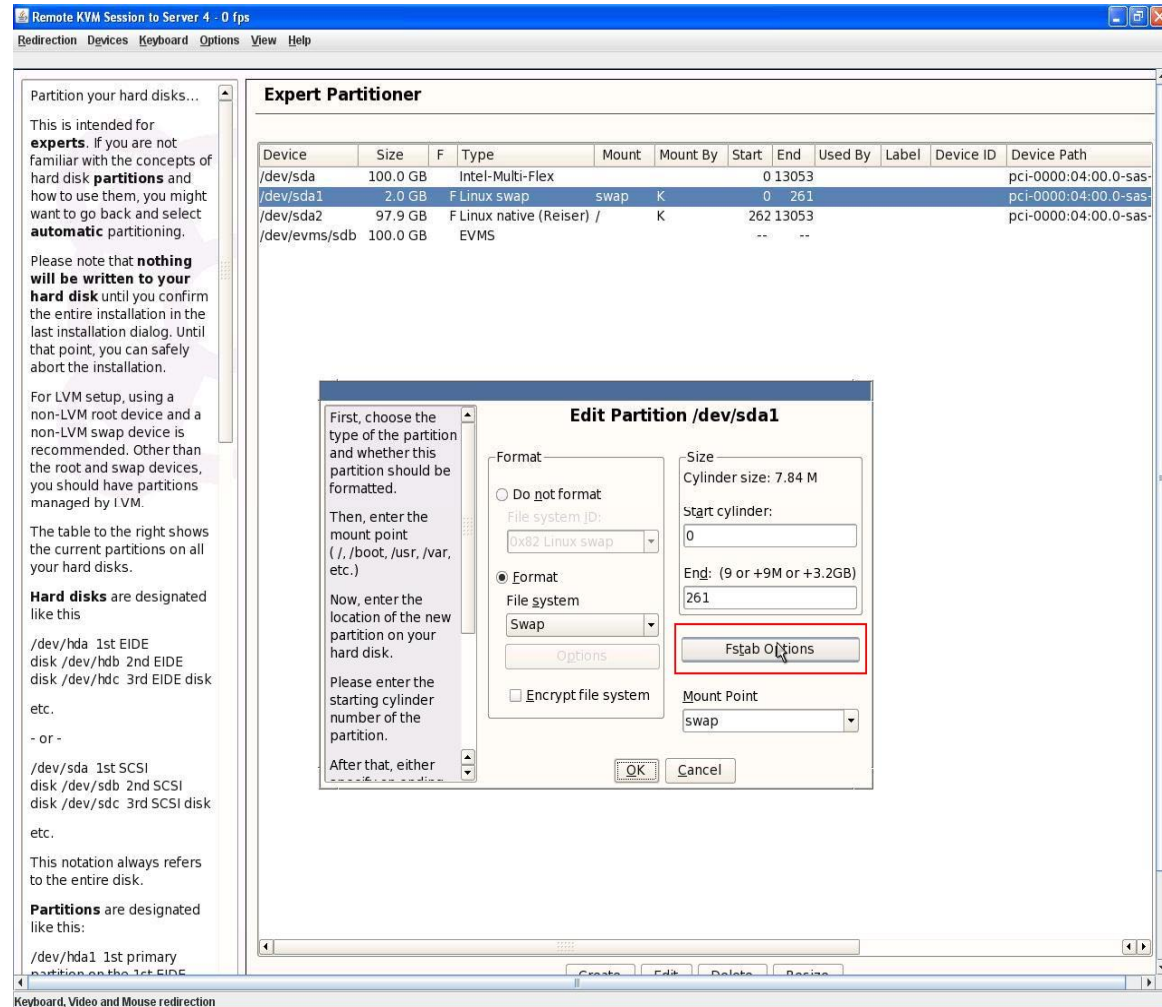 Remote KVM Session to Server 4 - 0 fps
Redirection Devices Keyboard Options View Help
Partition your hard disks...
This is intended for
experts. If you are not
familiar with the concepts of
hard disk partitions and
how to use them, you might
want to go back and select
automatic partitioning.
Please note that nothing
will be written to your
hard disk until you confirm
the entire installation in the
last installation dialog. Until
that point, you can safely
abort the installation.
For LVM setup, using a
non-LVM root device and a
non-LVM swap device is
recommended. Other than
the root and swap devices,
you should have partitions
managed by LVM.
The table to the right shows
the current partitions on all
your hard disks.
Hard disks are designated
like this
/dev/hda 1st EIDE
disk /dev/hdb 2nd EIDE
disk /dev/hdc 3rd EIDE disk
etc.
- or -
/dev/sda 1st SCSI
disk /dev/sdb 2nd SCSI
disk /dev/sdc 3rd SCSI disk
etc.
This notation always refers
to the entire disk.
Partitions are designated
like this:
/dev/hda1 1st primary
partition on the 1st EIDE
Expert Partitioner
Device Size F Type Mount Mount By Start End Used By Label Device ID Device Path
/dev/sda 100.0 GB Intel-Multi-Flex 0 13053 pci-0000:04:00.0-sas-
/dev/sda1 2.0 GB F Linux swap swap K 0 261 pci-0000:04:00.0-sas-
/dev/sda2 97.9 GB F Linux native (Reiser) / K 262 13053 pci-0000:04:00.0-sas-
/dev/evms/sdb 100.0 GB EVMS -- --
First, choose the
type of the partition
and whether this
partition should be
formatted.
Then, enter the
mount point
( /, /boot, /usr, /var,
etc.)
Now, enter the
location of the new
partition on your
hard disk.
Please enter the
starting cylinder
number of the
partition.
After that, either
specify an ending
Edit Partition /dev/sda1
Format
Do not format
File system ID:
0x82 Linux swap
Format
File system
Swap
Options
Encrypt file system
Size
Cylinder size: 7.84 M
Start cylinder:
0
End: (9 or +9M or +3.2GB)
261
Fstab Options
Mount Point
swap
OK Cancel
Create Edit Delete Resize
Keyboard, Video and Mouse redirection